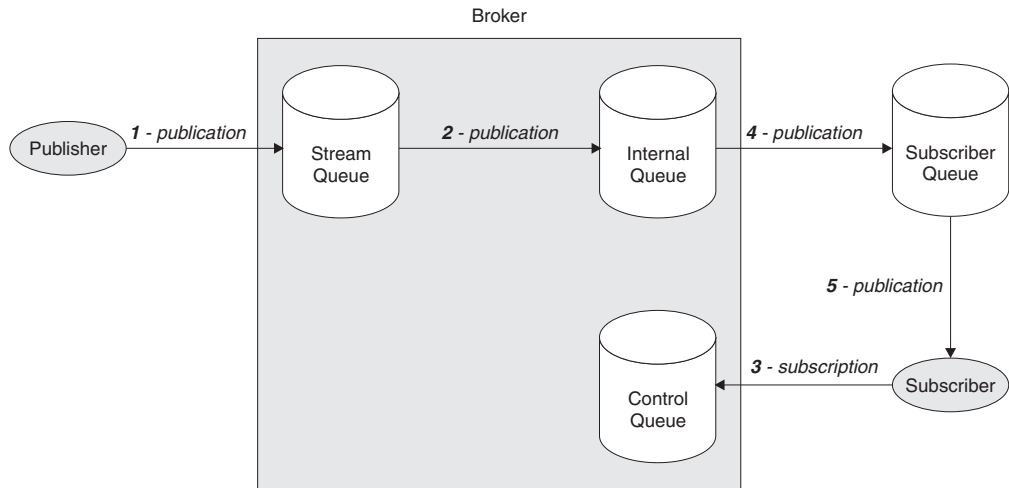 Broker
Publisher
1 - publication
Stream
Queue
2 - publication
Internal
Queue
4 - publication
Subscriber
Queue
5 - publication
Control
Queue
3 - subscription
Subscriber